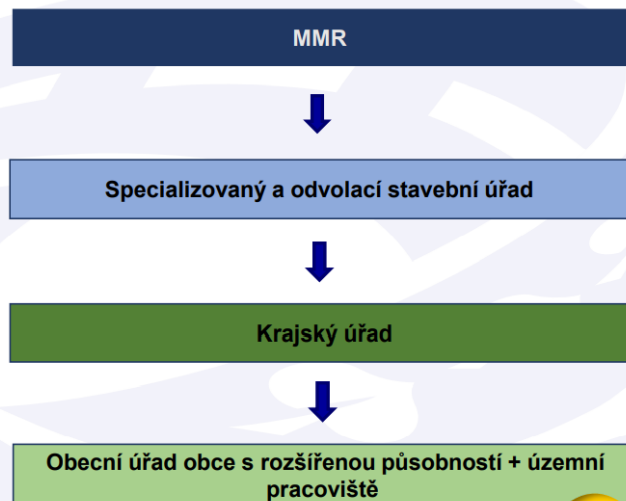 MMR
Specializovaný a odvolací stavební úřad
Krajský úřad
Obecní úřad obce s rozšířenou působností + územní
pracoviště